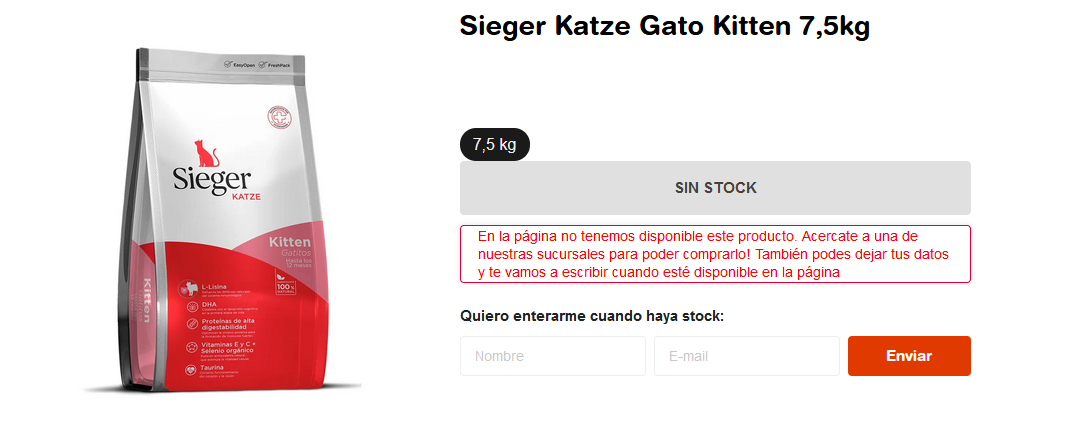 Sieger Katze Gato Kitten 7,5kg
EasyOpen FreshPack
Sieger
KATZE
7,5 kg
SIN STOCK
En la página no tenemos disponible este producto. Acercate a una de
nuestras sucursales para poder comprarlo! También podes dejar tus datos
y te vamos a escribir cuando esté disponible en la página
Kitten
Gatitos
Hasta los
12 meses
100%
NATURAL
Kitten
L-Lisina
DHA
Proteínas de alta
digestabilidad
Vitaminas E y C +
Selenio orgánico
Taurina
Quiero enterarme cuando haya stock:
Nombre
E-mail
Enviar